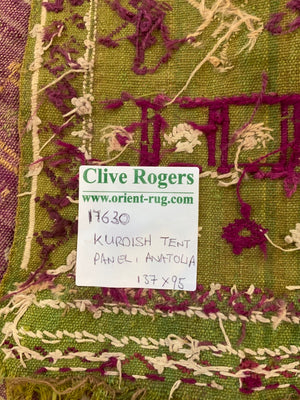 Clive Rogers
www.orient-rug.com
17630
KURDISH TENT
PANEL, ANATOLIA
137 x 95